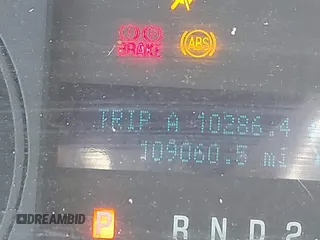 BRAKE ABS
TRIP A 10286.4
109060.5 mi
P R N D 2
DREAMBID